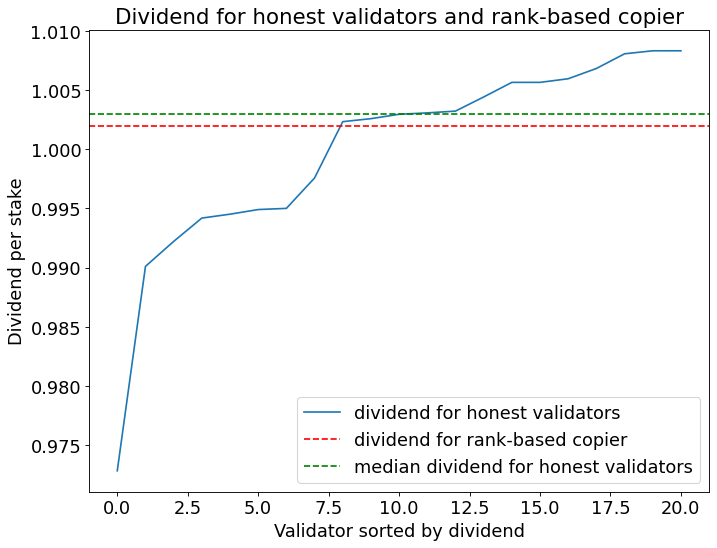 Dividend for honest validators and rank-based copier
1.010
1.005
1.000
0.995
0.990
0.985
0.980
0.975
Dividend per stake
dividend for honest validators
dividend for rank-based copier
median dividend for honest validators
0.0 2.5 5.0 7.5 10.0 12.5 15.0 17.5 20.0
Validator sorted by dividend